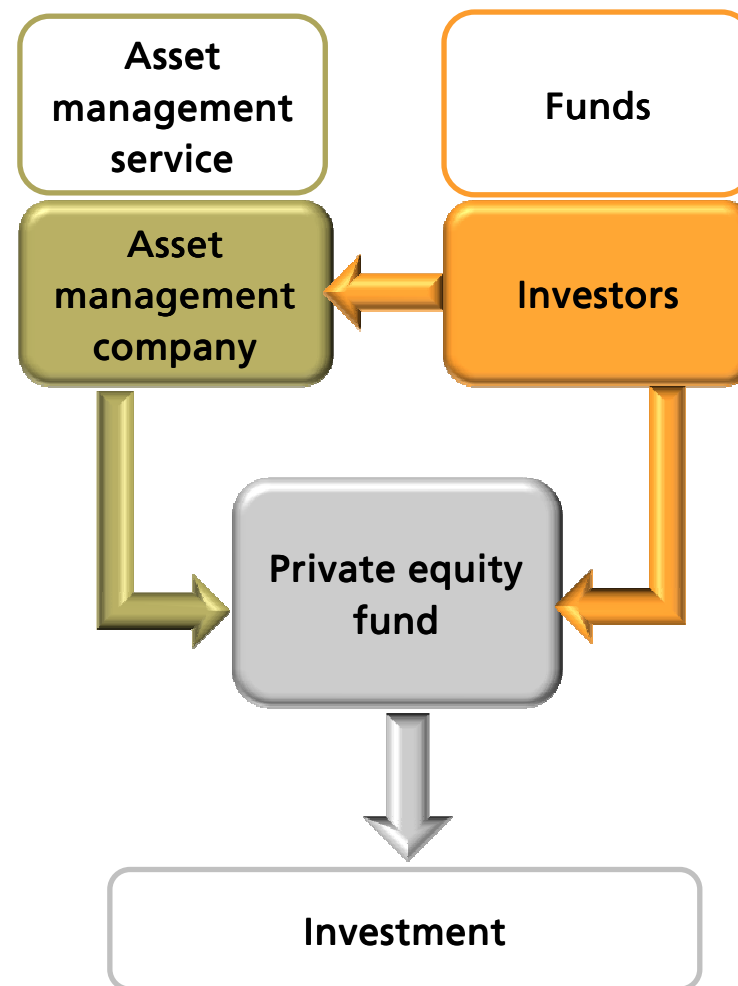 Asset
management
service
Funds
Asset
management
company
Investors
Private equity
fund
Investment